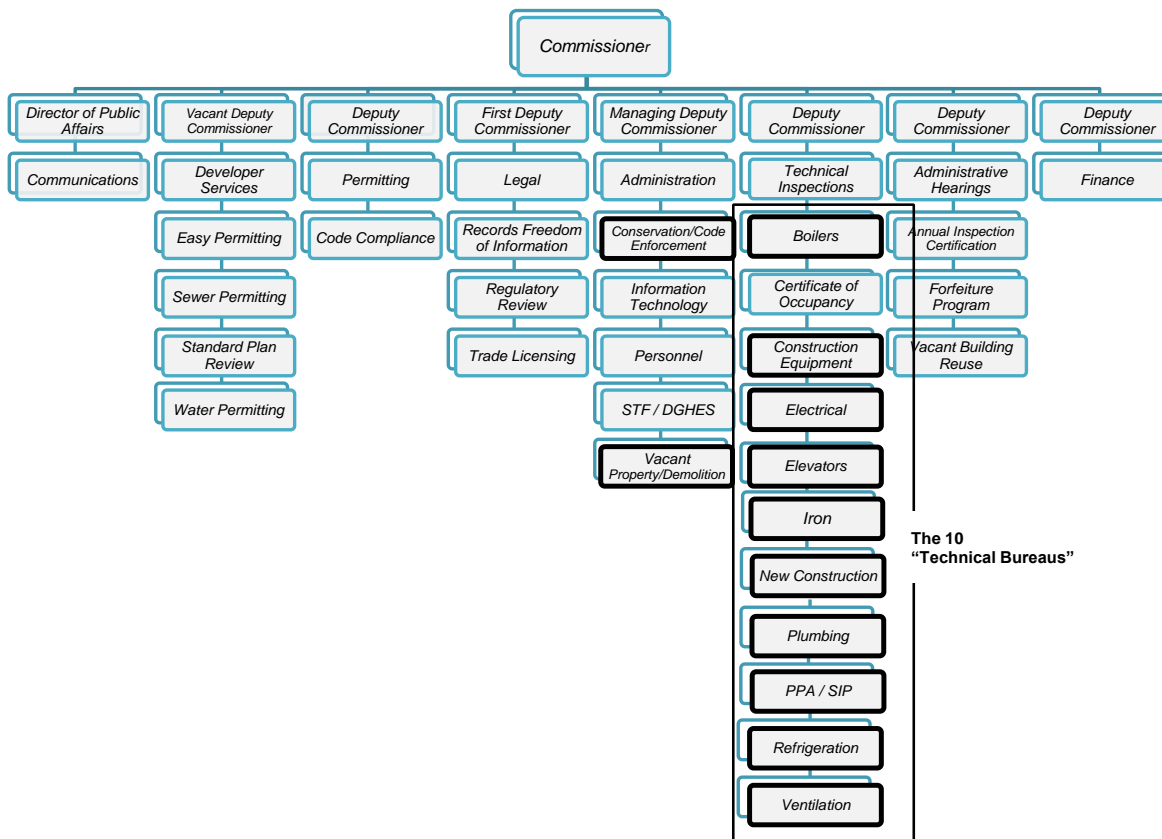 Commissioner
Director of Public
Affairs
Vacant Deputy
Commissioner
Deputy
Commissioner
First Deputy
Commissioner
Managing Deputy
Commissioner
Deputy
Commissioner
Deputy
Commissioner
Deputy
Commissioner
Communications
Developer
Services
Permitting
Legal
Administration
Technical
Inspections
Administrative
Hearings
Finance
Easy Permitting
Code Compliance
Records Freedom
of Information
Conservation/Code
Enforcement
Boilers
Annual Inspection
Certification
Sewer Permitting
Regulatory
Review
Information
Technology
Certificate of
Occupancy
Forfeiture
Program
Standard Plan
Review
Trade Licensing
Personnel
Construction
Equipment
Vacant Building
Reuse
Water Permitting
STF / DGHES
Electrical
Vacant
Property/Demolition
Elevators
Iron
The 10
“Technical Bureaus”
New Construction
Plumbing
PPA / SIP
Refrigeration
Ventilation